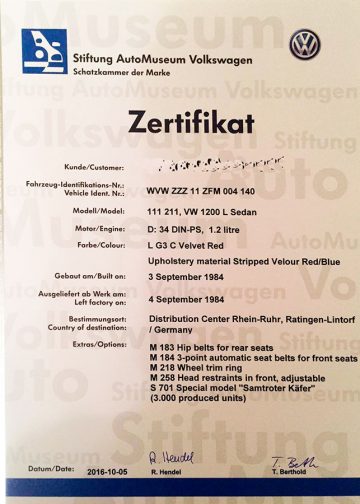 Stiftung AutoMuseum Volkswagen
Schatzkammer der Marke
Zertifikat
Kunde/Customer:
Fahrzeug-Identifikations-Nr.:
Vehicle Ident. Nr.: WVW ZZZ 11 ZFM 004 140
Modell/Model: 111 211, VW 1200 L Sedan
Motor/Engine: D: 34 DIN-PS, 1.2 litre
Farbe/Colour: L G3 C Velvet Red
Upholstery material Stripped Velour Red/Blue
Gebaut am/Built on: 3 September 1984
Ausgeliefert ab Werk am:
Left factory on: 4 September 1984
Bestimmungsort: Distribution Center Rhein-Ruhr, Ratingen-Lintorf
Country of destination: / Germany
Extras/Options: M 183 Hip belts for rear seats
M 184 3-point automatic seat belts for front seats
M 218 Wheel trim ring
M 258 Head restraints in front, adjustable
S 701 Special model "Samtroter Käfer"
(3.000 produced units)
R. Hendel T. Berthold
Datum/Date: 2016-10-05 R. Hendel T. Berthold